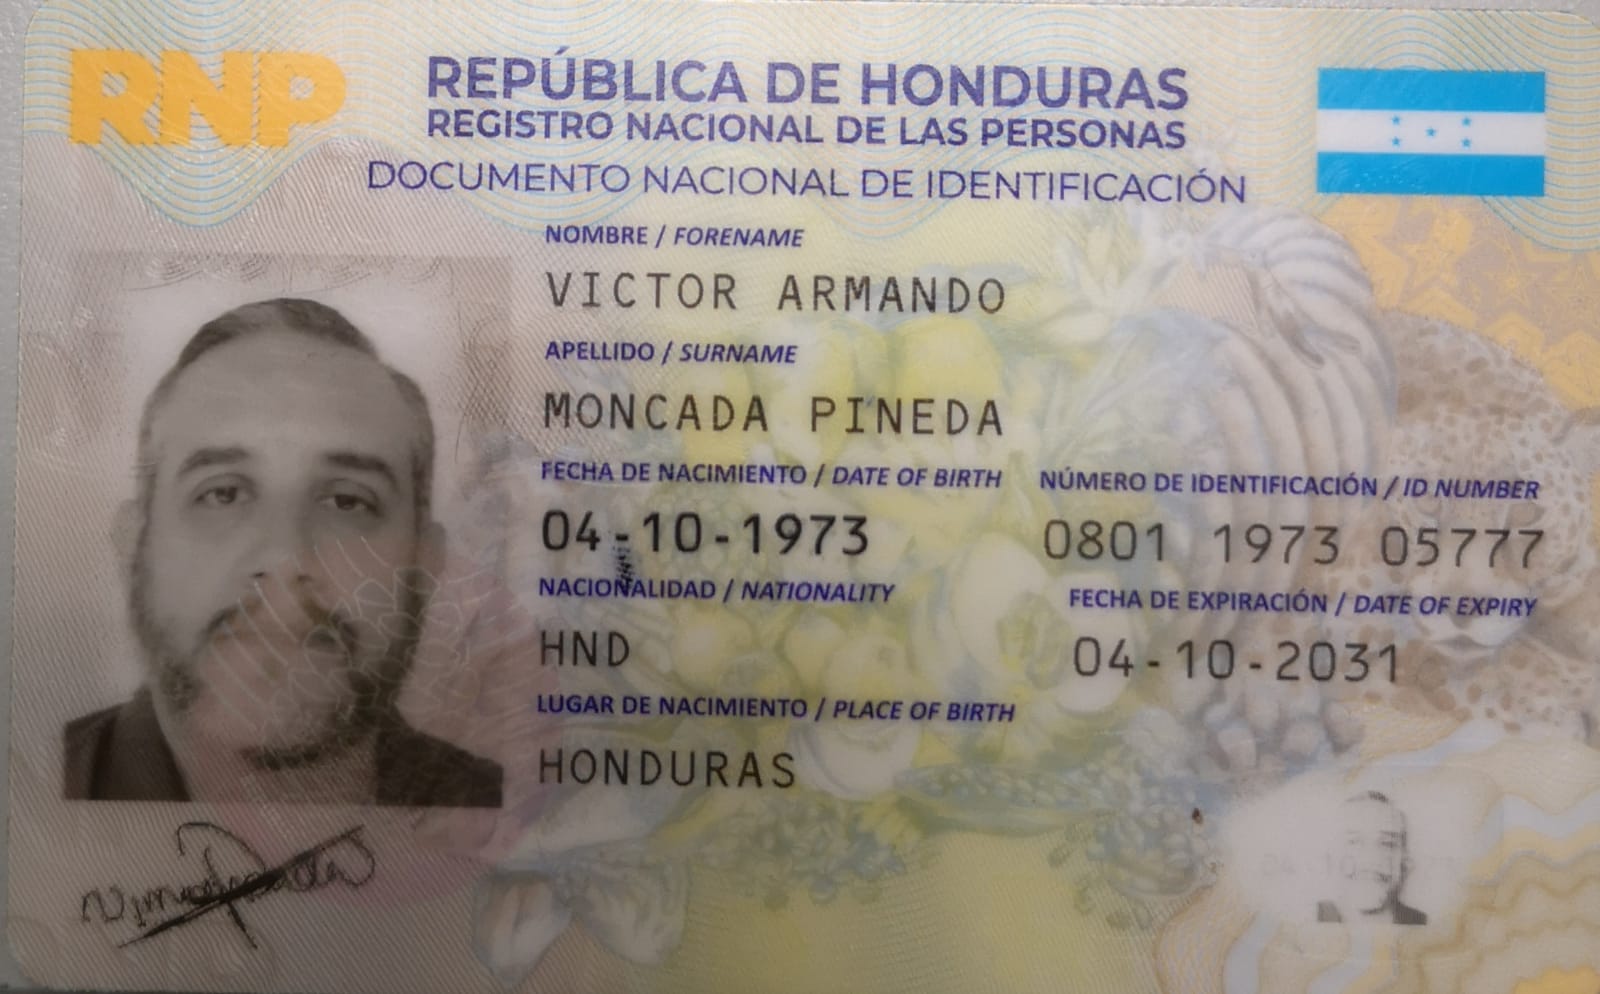 RNP
REPÚBLICA DE HONDURAS
REGISTRO NACIONAL DE LAS PERSONAS
DOCUMENTO NACIONAL DE IDENTIFICACIÓN
NOMBRE / FORENAME
VICTOR ARMANDO
APELLIDO / SURNAME
MONCADA PINEDA
FECHA DE NACIMIENTO / DATE OF BIRTH
04-10-1973
NÚMERO DE IDENTIFICACIÓN / ID NUMBER
0801 1973 05777
NACIONALIDAD / NATIONALITY
HND
FECHA DE EXPIRACIÓN / DATE OF EXPIRY
04-10-2031
LUGAR DE NACIMIENTO / PLACE OF BIRTH
HONDURAS